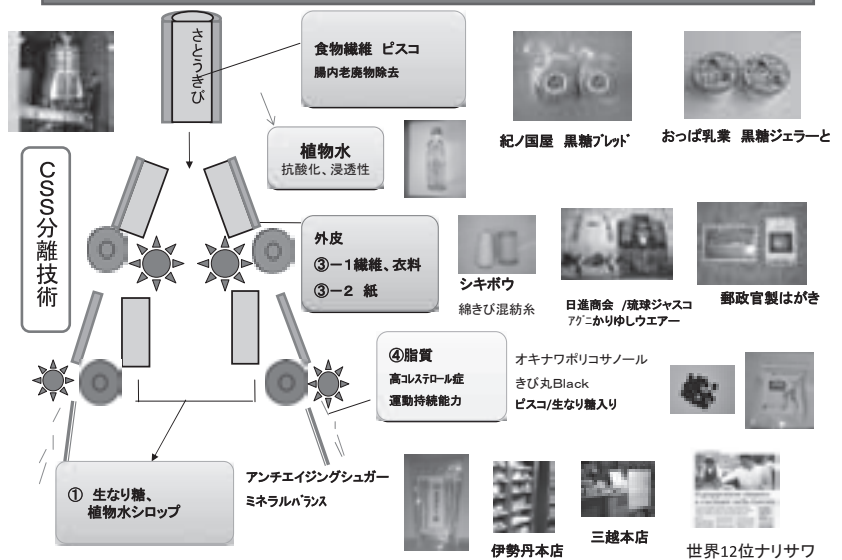 さとうきび
食物繊維 ピスコ
腸内老廃物除去
植物水
抗酸化、浸透性
紀ノ国屋 黒糖ブレッド
おっぱ乳業 黒糖ジェラーと
CSS分離技術
外皮
③－1繊維、衣料
③－2 紙
シキボウ
綿きび混紡糸
日進商会 /琉球ジャスコ
アグニかりゆしウエアー
郵政官製はがき
④脂質
高コレステロール症
運動持続能力
オキナワポリコサノール
きび丸Black
ピスコ/生なり糖入り
① 生なり糖、
植物水シロップ
アンチエイジングシュガー
ミネラルバランス
伊勢丹本店
三越本店
世界12位ナリサワ